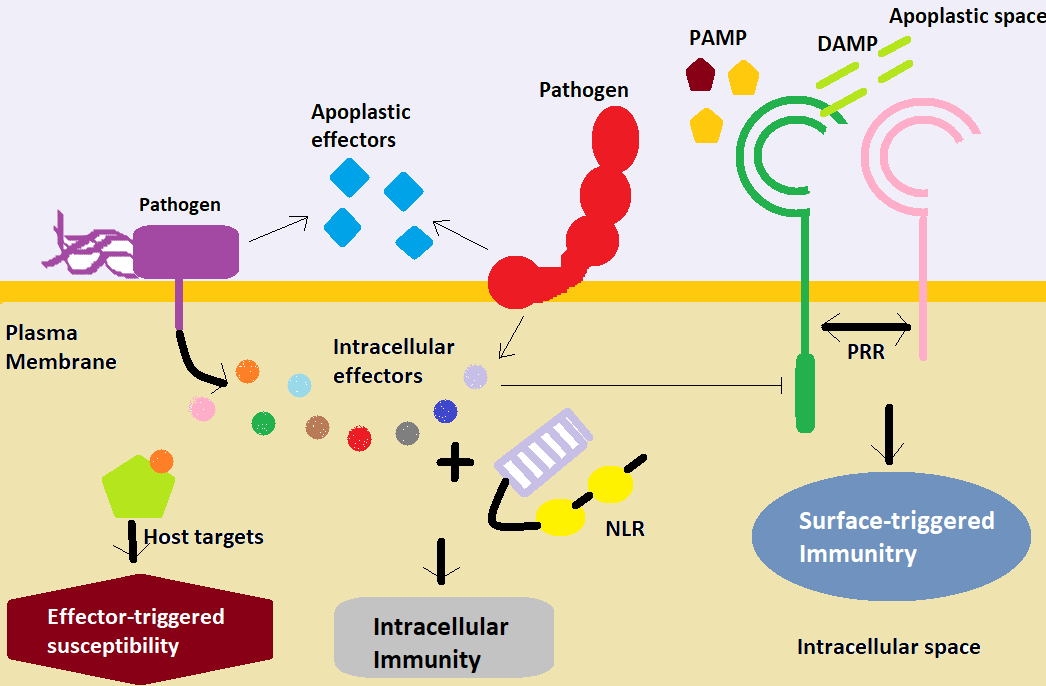 Apoplastic space
PAMP
DAMP
Pathogen
Apoplastic
effectors
Pathogen
Plasma
Membrane
Intracellular
effectors
PRR
Host targets
NLR
Surface-triggered
Immunitry
Effector-triggered
susceptibility
Intracellular
Immunity
Intracellular space